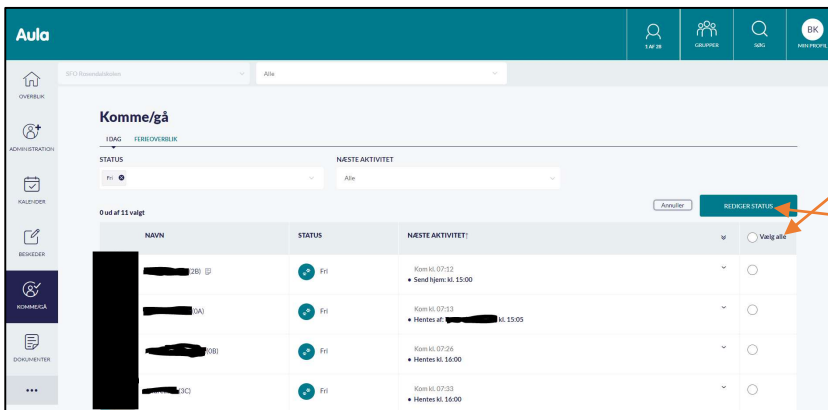 Aula
1 AF 28
GRUPPER
SØG
BK
MIN PROFIL
OVERBLIK
ADMINISTRATION
KALENDER
BESKEDER
KOMME/GÅ
DOKUMENTER
SFO
Alle
Komme/gå
I DAG FERIEOVERBLIK
STATUS NÆSTE AKTIVITET
Fri Alle
Annuller REDIGER STATUS
0 ud af 11 valgt
NAVN STATUS NÆSTE AKTIVITET↑ Vælg alle
(2B) Fri Kom kl. 07:12
• Send hjem: kl. 15:00
(0A) Fri Kom kl. 07:13
• Hentes af: kl. 15:05
(0B) Fri Kom kl. 07:26
• Hentes kl. 16:00
(3C) Fri Kom kl. 07:33
• Hentes kl. 16:00